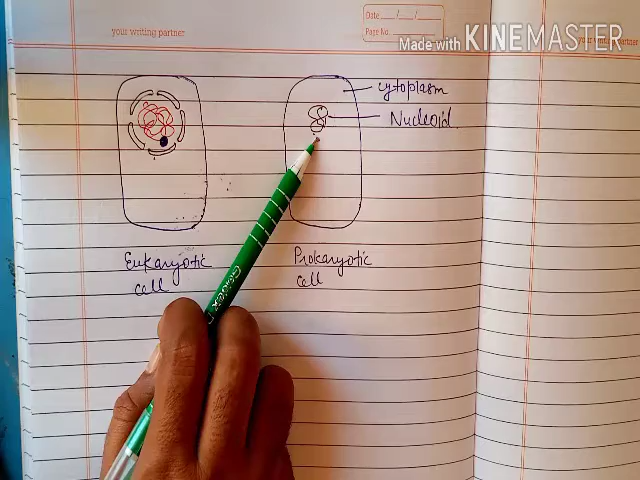 your writing partner
Date / /
Page No.
Made with KINEMASTER
cytoplasm
Nucleoid
Eukaryotic
cell
Prokaryotic
cell